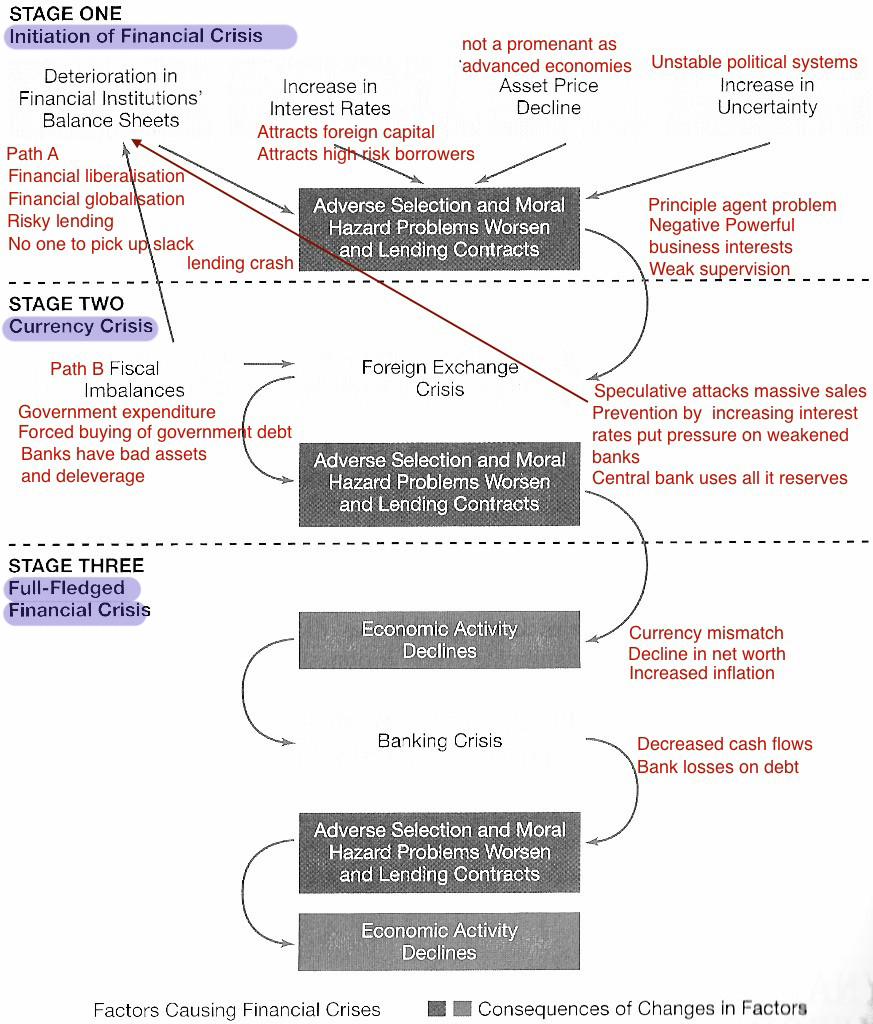 STAGE ONE
Initiation of Financial Crisis
Deterioration in
Financial Institutions'
Balance Sheets
Increase in
Interest Rates
not a promenant as
advanced economies
Asset Price
Decline
Unstable political systems
Increase in
Uncertainty
Attracts foreign capital
Attracts high risk borrowers
Path A
Financial liberalisation
Financial globalisation
Risky lending
No one to pick up slack
lending crash
Adverse Selection and Moral
Hazard Problems Worsen
and Lending Contracts
Principle agent problem
Negative Powerful
business interests
Weak supervision
STAGE TWO
Currency Crisis
Path B Fiscal
Imbalances
Government expenditure
Forced buying of government debt
Banks have bad assets
and deleverage
Foreign Exchange
Crisis
Speculative attacks massive sales
Prevention by increasing interest
rates put pressure on weakened
banks
Central bank uses all it reserves
Adverse Selection and Moral
Hazard Problems Worsen
and Lending Contracts
STAGE THREE
Full-Fledged
Financial Crisis
Economic Activity
Declines
Currency mismatch
Decline in net worth
Increased inflation
Banking Crisis
Decreased cash flows
Bank losses on debt
Adverse Selection and Moral
Hazard Problems Worsen
and Lending Contracts
Economic Activity
Declines
Factors Causing Financial Crises
Consequences of Changes in Factors